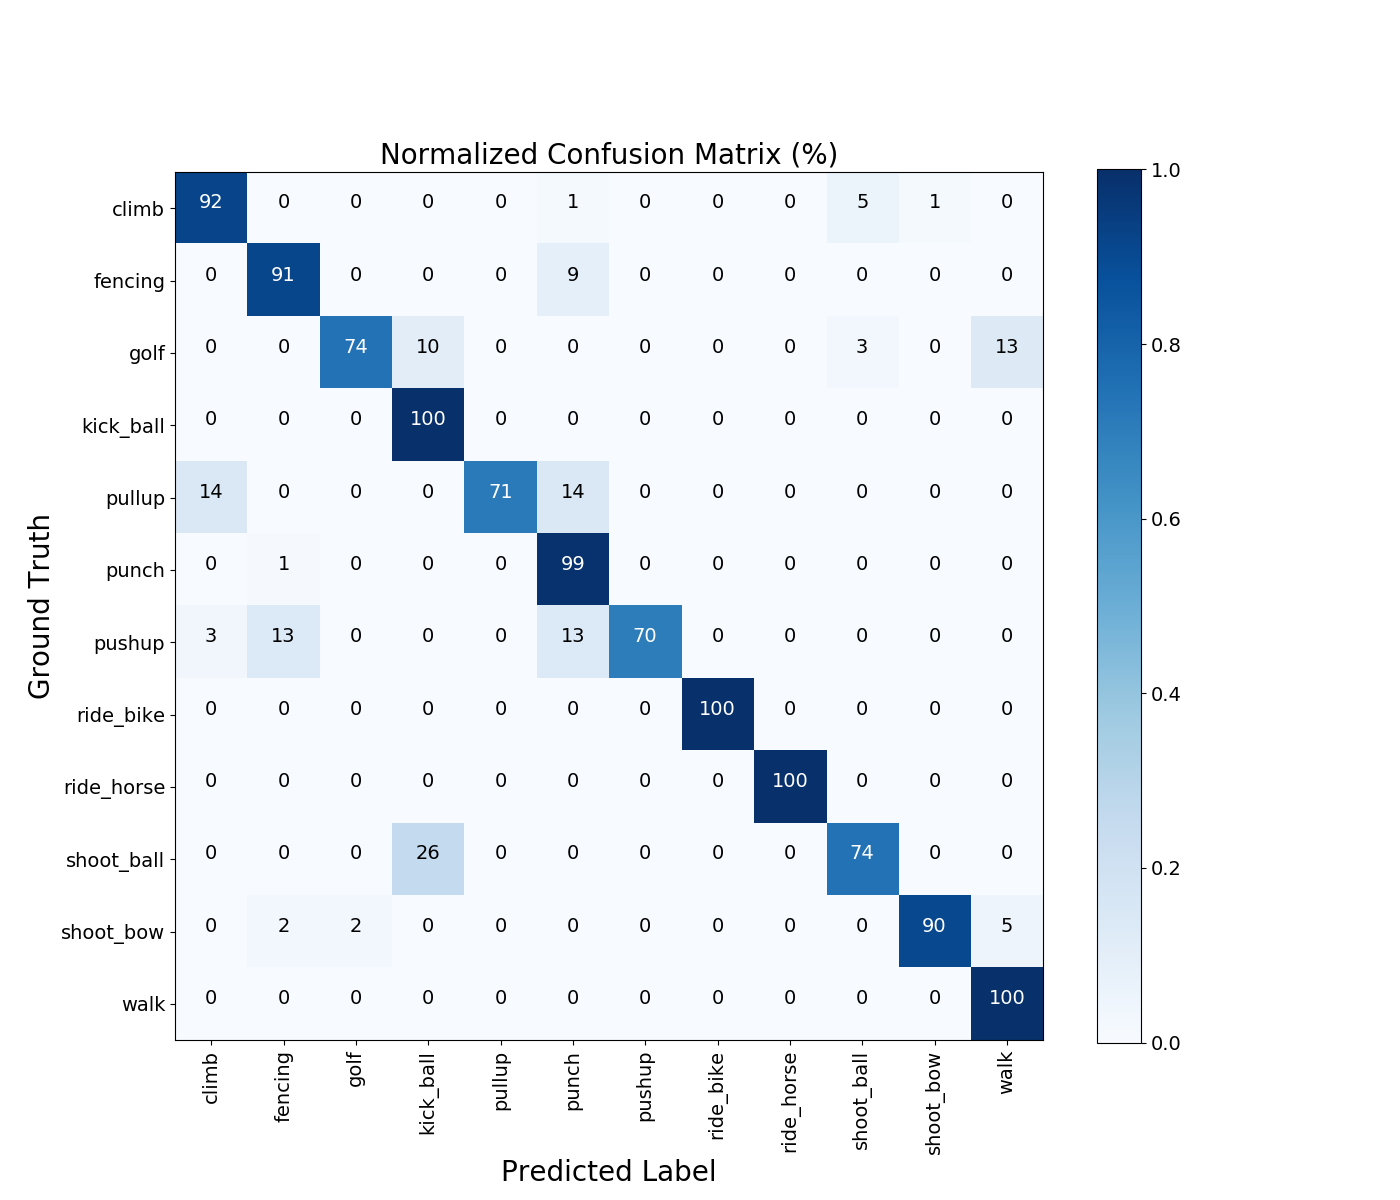 Normalized Confusion Matrix (%)
climb 92 0 0 0 0 1 0 0 0 5 1 0
fencing 0 91 0 0 0 9 0 0 0 0 0 0
golf 0 0 74 10 0 0 0 0 0 3 0 13
kick_ball 0 0 0 100 0 0 0 0 0 0 0 0
pullup 14 0 0 0 71 14 0 0 0 0 0 0
punch 0 1 0 0 0 99 0 0 0 0 0 0
pushup 3 13 0 0 0 13 70 0 0 0 0 0
ride_bike 0 0 0 0 0 0 0 100 0 0 0 0
ride_horse 0 0 0 0 0 0 0 0 100 0 0 0
shoot_ball 0 0 0 26 0 0 0 0 0 74 0 0
shoot_bow 0 2 2 0 0 0 0 0 0 0 90 5
walk 0 0 0 0 0 0 0 0 0 0 0 100
climb fencing golf kick_ball pullup punch pushup ride_bike ride_horse shoot_ball shoot_bow walk
Predicted Label
Ground Truth
1.0
0.8
0.6
0.4
0.2
0.0